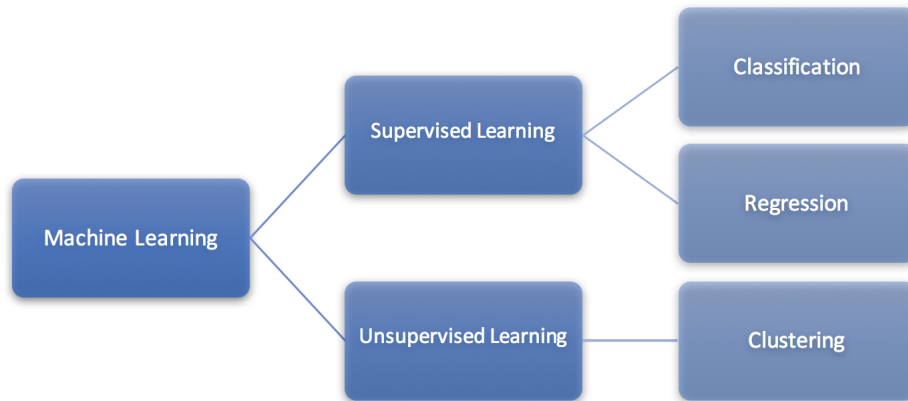 Machine Learning
Supervised Learning
Unsupervised Learning
Classification
Regression
Clustering